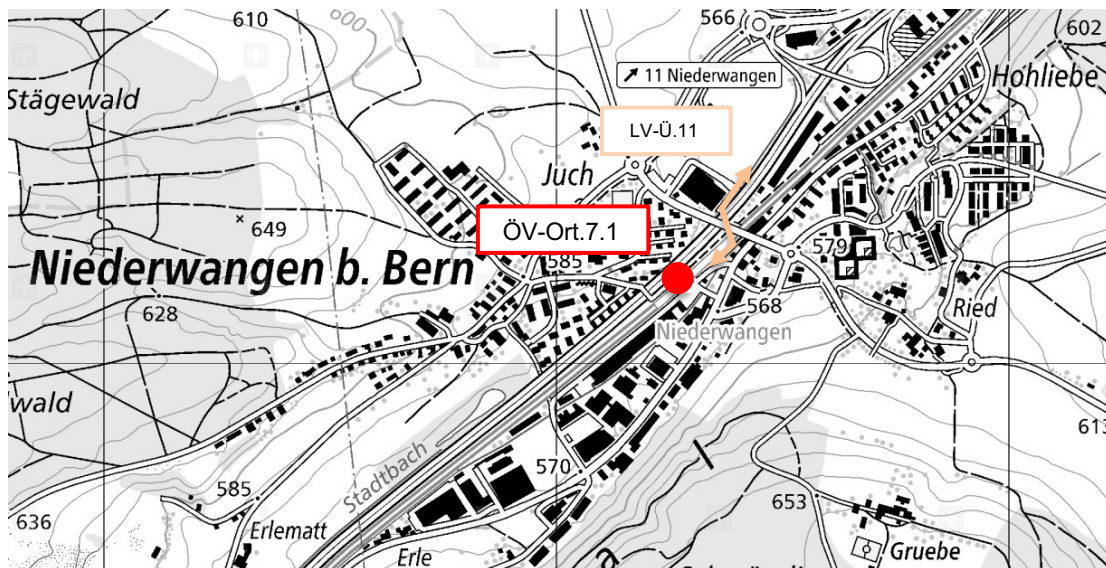 610
600
566
602
11 Niederwangen
Hohliebe
Stägewald
LV-Ü.11
Juch
649
ÖV-Ort.7.1
579
585
Niederwangen b. Bern
628
568
Ried
Niederwangen
wald
613
Stadtbach
570
585
653
636
Erlematt
Erle
Gruebe